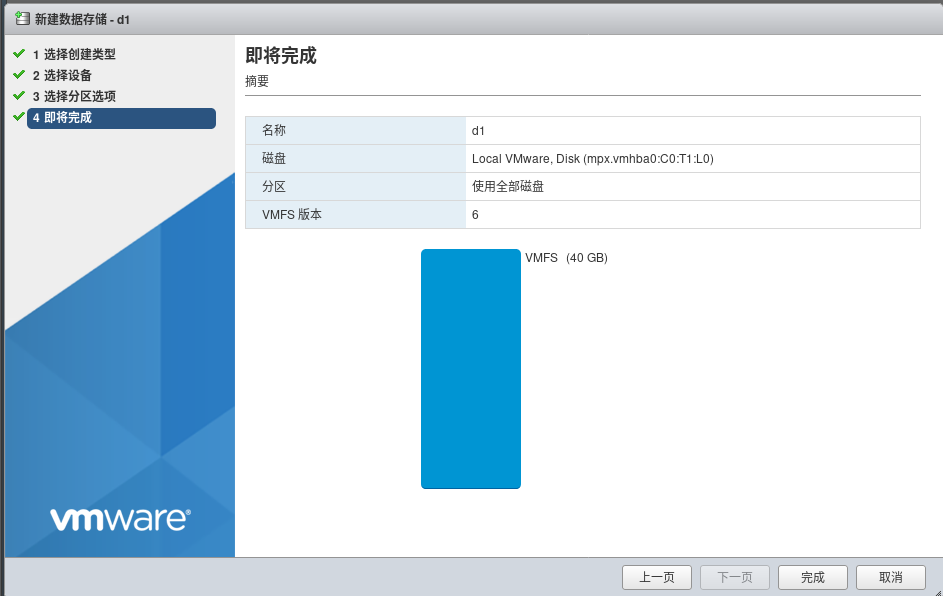 新建数据存储 - d1
1 选择创建类型
2 选择设备
3 选择分区选项
4 即将完成
即将完成
摘要
名称 d1
磁盘 Local VMware, Disk (mpx.vmhba0:C0:T1:L0)
分区 使用全部磁盘
VMFS 版本 6
VMFS (40 GB)
vmware®
上一页 下一页 完成 取消